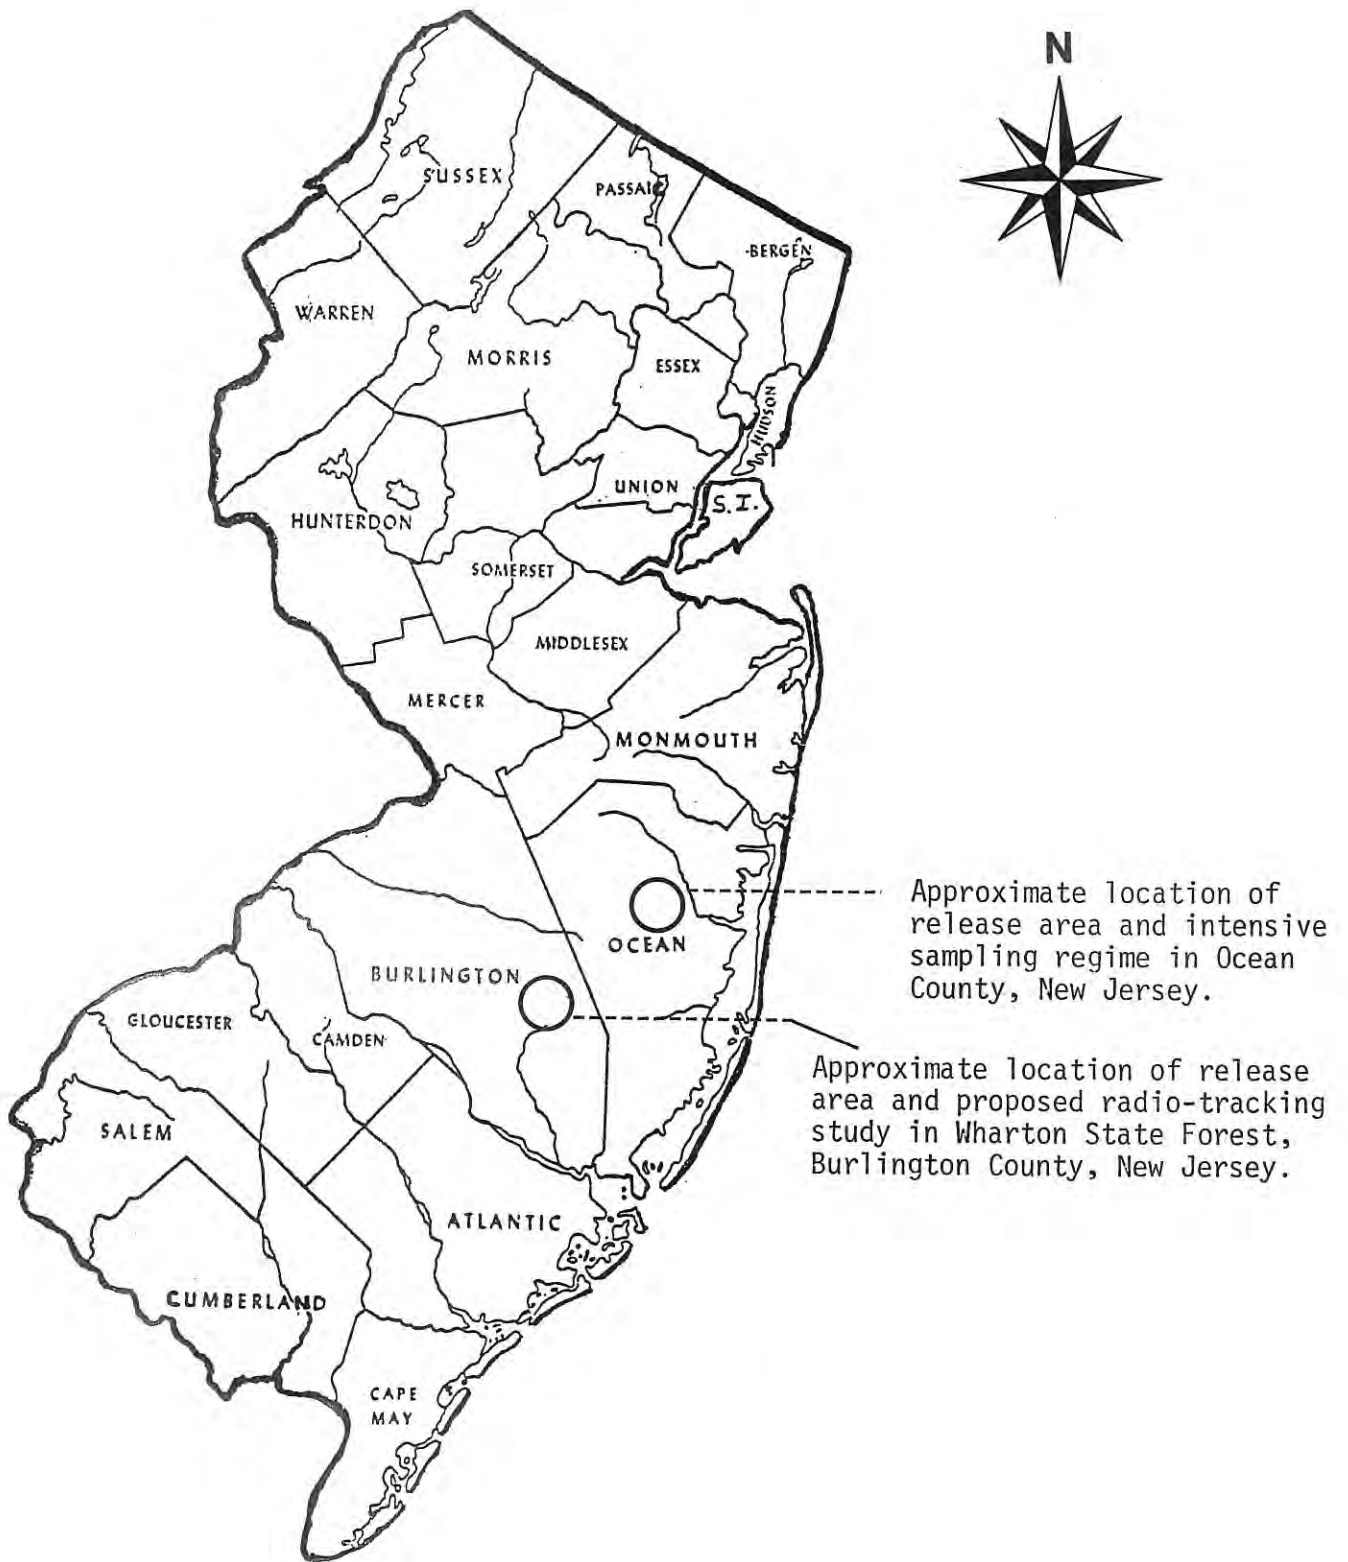 N
SUSSEX
PASSAIC
BERGEN
WARREN
MORRIS
ESSEX
HUDSON
UNION
S.I.
HUNTERDON
SOMERSET
MIDDLESEX
MERCER
MONMOUTH
Approximate location of
release area and intensive
sampling regime in Ocean
County, New Jersey.
OCEAN
BURLINGTON
GLOUCESTER
CAMDEN
Approximate location of release
area and proposed radio-tracking
study in Wharton State Forest,
Burlington County, New Jersey.
SALEM
ATLANTIC
CUMBERLAND
CAPE
MAY